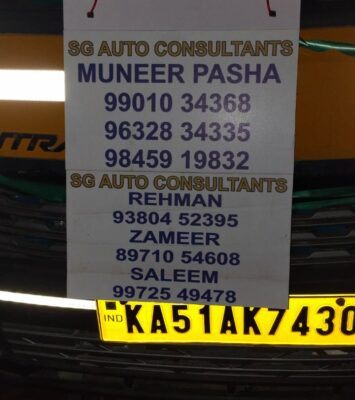 SG AUTO CONSULTANTS
MUNEER PASHA
99010 34368
96328 34335
98459 19832
SG AUTO CONSULTANTS
REHMAN
93804 52395
ZAMEER
89710 54608
SALEEM
99725 49478
IND KA51AK7430